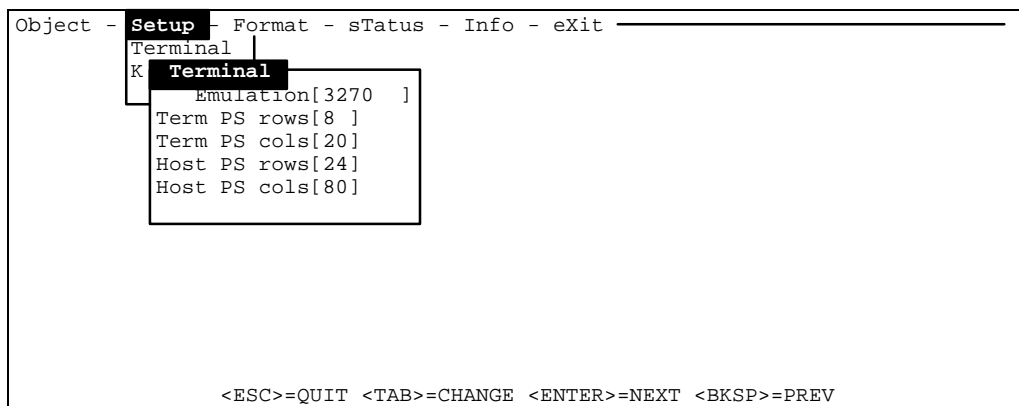 Object - Setup - Format - sTatus - Info - eXit
Terminal
K
Terminal
Emulation[3270  ]
Term PS rows[8 ]
Term PS cols[20]
Host PS rows[24]
Host PS cols[80]
<ESC>=QUIT <TAB>=CHANGE <ENTER>=NEXT <BKSP>=PREV